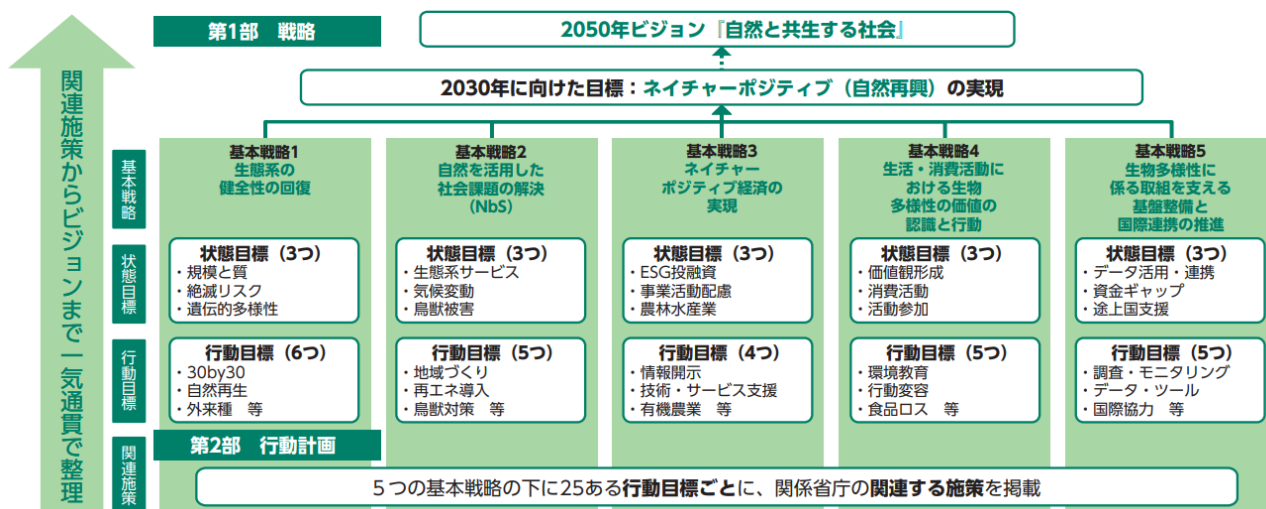 関連施策からビジョンまで一気通貫で整理
第1部 戦略
2050年ビジョン『自然と共生する社会』
2030年に向けた目標：ネイチャーポジティブ（自然再興）の実現
基本戦略
基本戦略1
生態系の
健全性の回復
基本戦略2
自然を活用した
社会課題の解決
（NbS）
基本戦略3
ネイチャー
ポジティブ経済の
実現
基本戦略4
生活・消費活動に
おける生物
多様性の価値の
認識と行動
基本戦略5
生物多様性に
係る取組を支える
基盤整備と
国際連携の推進
状態目標
状態目標（3つ）
・規模と質
・絶滅リスク
・遺伝的多様性
状態目標（3つ）
・生態系サービス
・気候変動
・鳥獣被害
状態目標（3つ）
・ESG投融資
・事業活動配慮
・農林水産業
状態目標（3つ）
・価値観形成
・消費活動
・活動参加
状態目標（3つ）
・データ活用・連携
・資金ギャップ
・途上国支援
行動目標
行動目標（6つ）
・30by30
・自然再生
・外来種 等
行動目標（5つ）
・地域づくり
・再エネ導入
・鳥獣対策 等
行動目標（4つ）
・情報開示
・技術・サービス支援
・有機農業 等
行動目標（5つ）
・環境教育
・行動変容
・食品ロス 等
行動目標（5つ）
・調査・モニタリング
・データ・ツール
・国際協力 等
関連施策
第2部 行動計画
５つの基本戦略の下に25ある行動目標ごとに、関係省庁の関連する施策を掲載